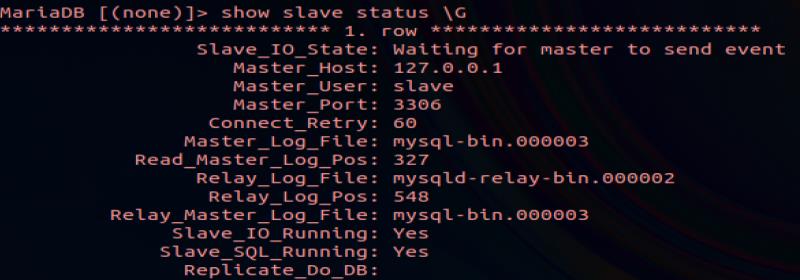 MariaDB [(none)]> show slave status \G
*************************** 1. row ***************************
Slave_IO_State: Waiting for master to send event
Master_Host: 127.0.0.1
Master_User: slave
Master_Port: 3306
Connect_Retry: 60
Master_Log_File: mysql-bin.000003
Read_Master_Log_Pos: 327
Relay_Log_File: mysqld-relay-bin.000002
Relay_Log_Pos: 548
Relay_Master_Log_File: mysql-bin.000003
Slave_IO_Running: Yes
Slave_SQL_Running: Yes
Replicate_Do_DB: